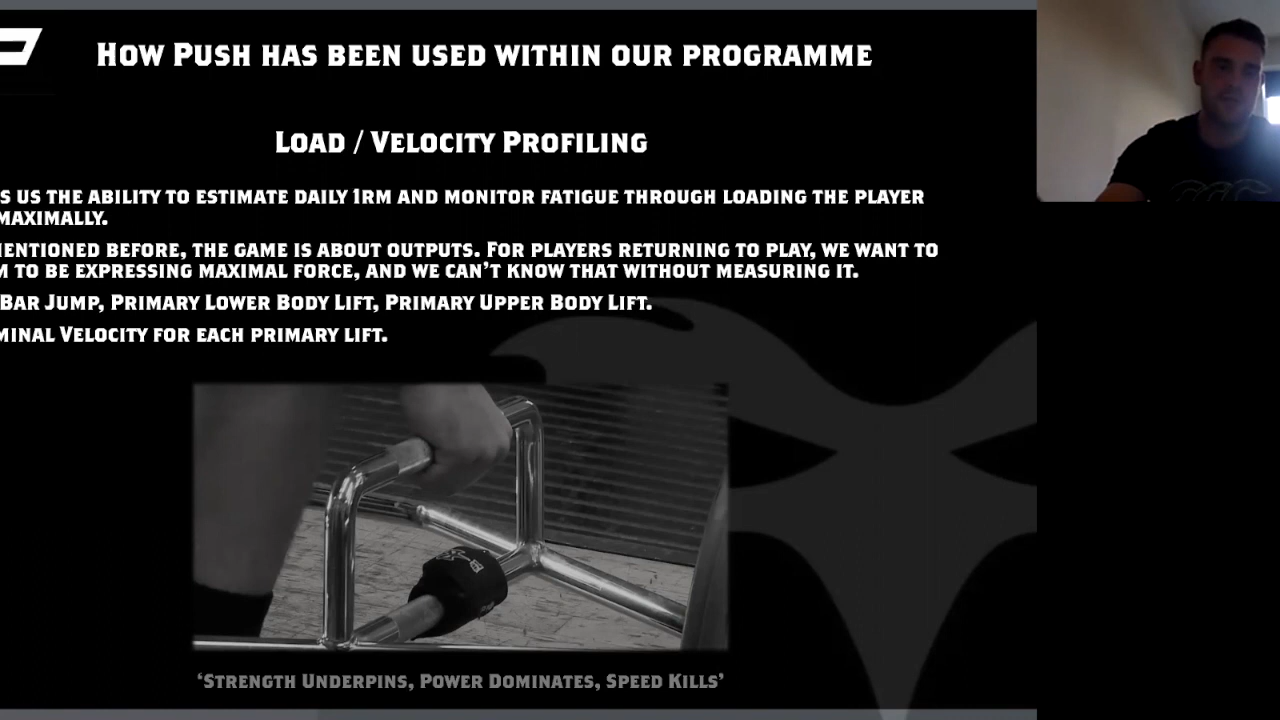 How Push has been used within our programme
Load / Velocity Profiling
s us the ability to estimate daily 1rm and monitor fatigue through loading the player
maximally.
entioned before, the game is about outputs. For players returning to play, we want to
m to be expressing maximal force, and we can't know that without measuring it.
Bar Jump, Primary Lower Body Lift, Primary Upper Body Lift.
minal Velocity for each primary lift.
'Strength Underpins, Power Dominates, Speed Kills'